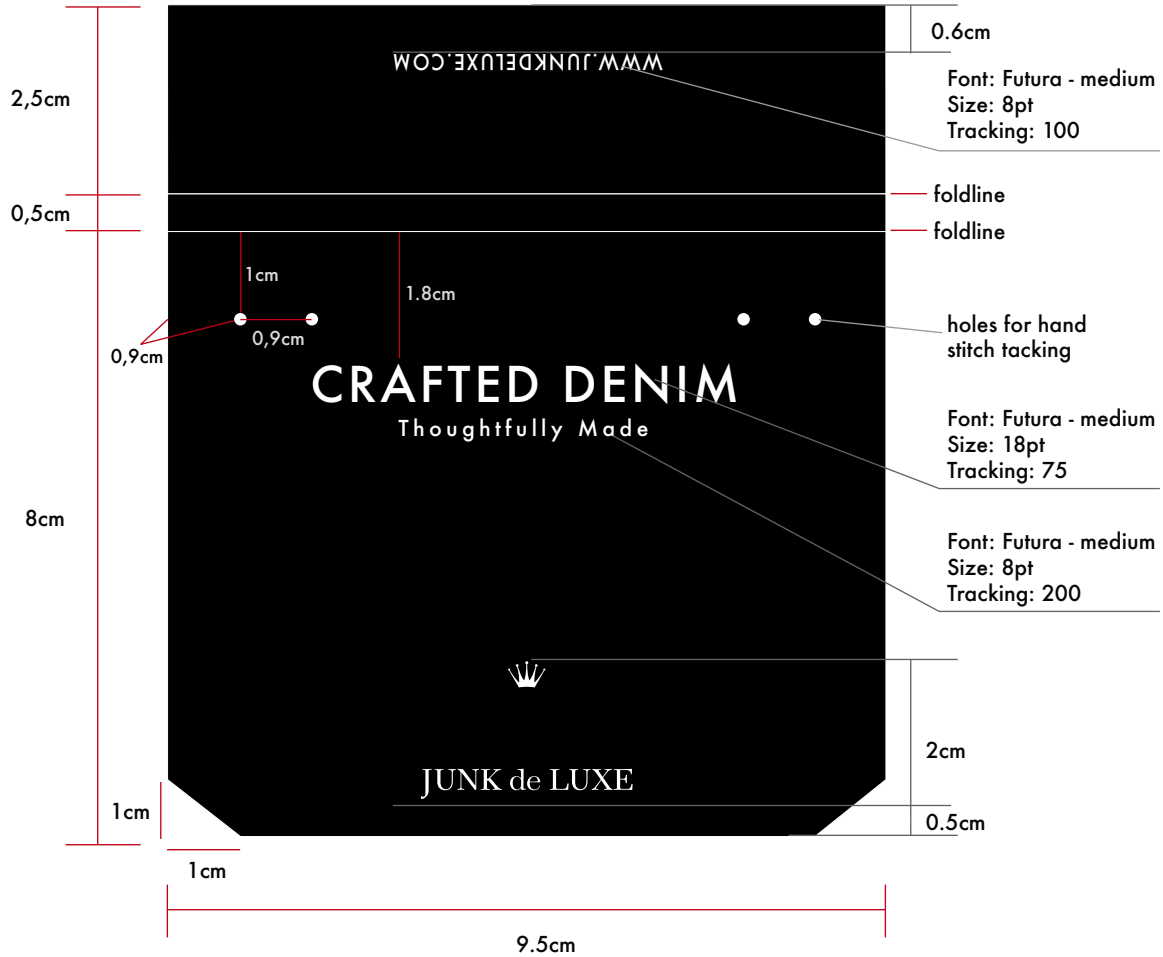 0.6cm
WWW.JUNKDELUXE.COM
Font: Futura - medium
Size: 8pt
Tracking: 100
2,5cm
foldline
0,5cm
foldline
1cm
1.8cm
0,9cm
0,9cm
holes for hand
stitch tacking
CRAFTED DENIM
Thoughtfully Made
Font: Futura - medium
Size: 18pt
Tracking: 75
8cm
Font: Futura - medium
Size: 8pt
Tracking: 200
2cm
JUNK de LUXE
1cm
0.5cm
1cm
9.5cm